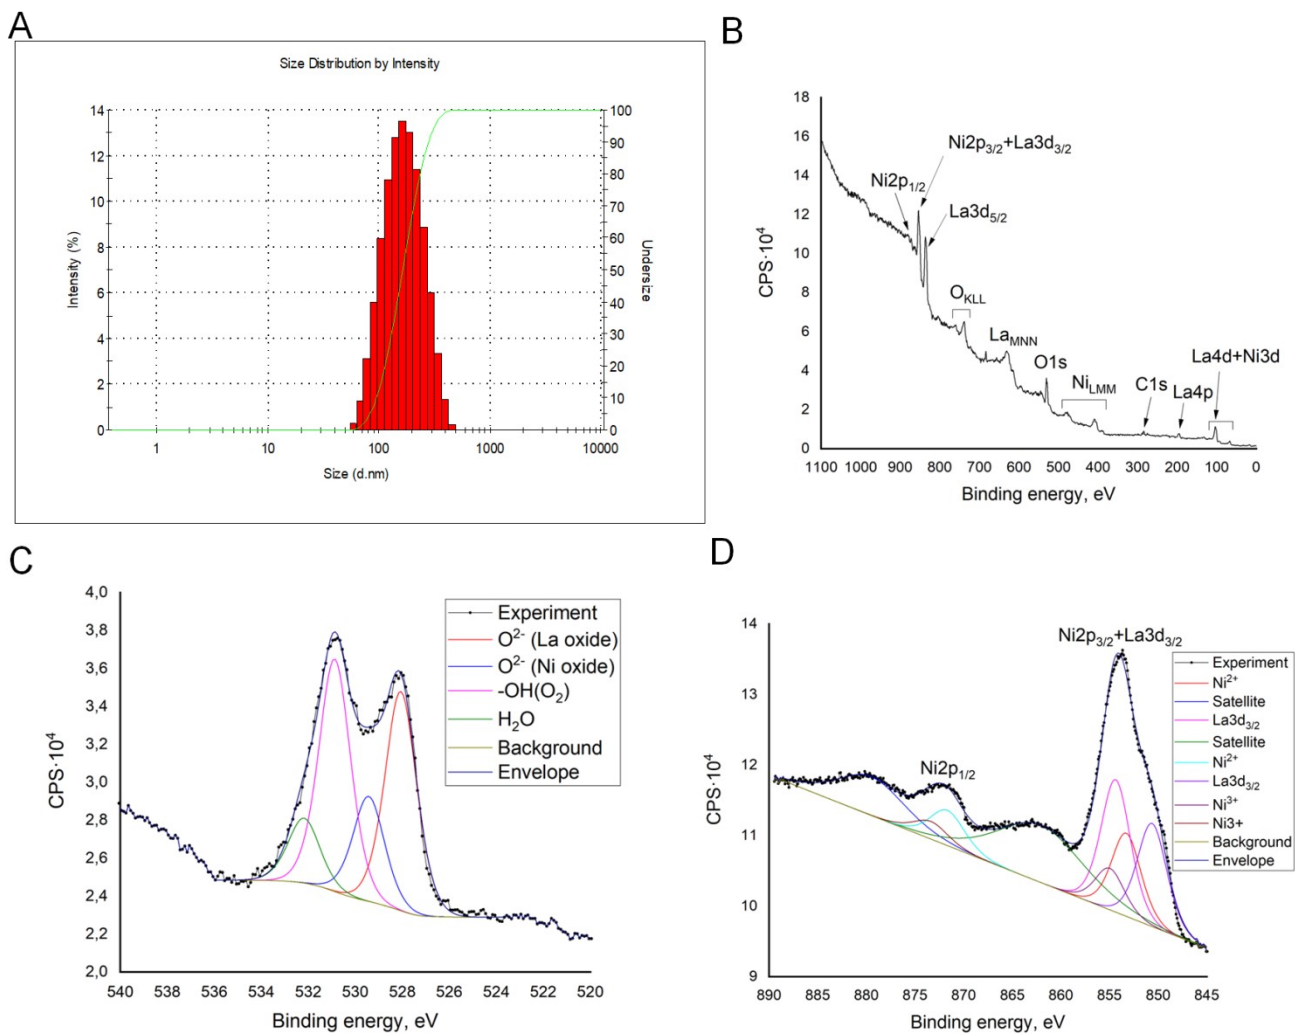 A
Size Distribution by Intensity
14
12
10
8
6
4
2
0
Intensity (%)
100
90
80
70
60
50
40
30
20
10
0
Undersize
1 10 100 1000 10000
Size (d.nm)
B
18
16
14
12
10
8
6
4
2
0
CPS·10⁴
Ni2p₃/₂+La3d₃/₂
Ni2p₁/₂
La3d₅/₂
O_KLL
La_MNN
O1s
Ni_LMM
C1s
La4p
La4d+Ni3d
1100 1000 900 800 700 600 500 400 300 200 100 0
Binding energy, eV
C
4,0
3,8
3,6
3,4
3,2
3,0
2,8
2,6
2,4
2,2
2,0
CPS·10⁴
Experiment
O²⁻ (La oxide)
O²⁻ (Ni oxide)
-OH(O₂)
H₂O
Background
Envelope
540 538 536 534 532 530 528 526 524 522 520
Binding energy, eV
D
14
13
12
11
10
9
CPS·10⁴
Ni2p₃/₂+La3d₃/₂
Ni2p₁/₂
Experiment
Ni²⁺
Satellite
La3d₃/₂
Satellite
Ni²⁺
La3d₃/₂
Ni³⁺
Ni3+
Background
Envelope
890 885 875 870 865 860 855 850 845
Binding energy, eV